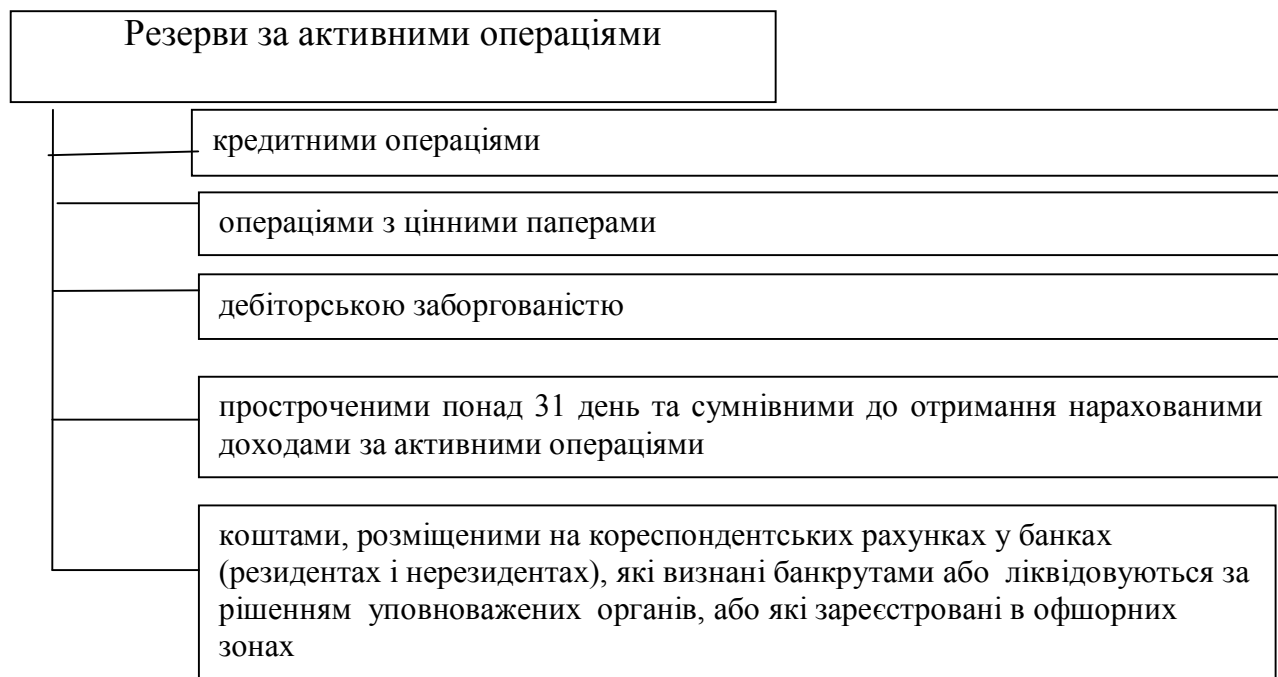 Резерви за активними операціями
кредитними операціями
операціями з цінними паперами
дебіторською заборгованістю
простроченими понад 31 день та сумнівними до отримання нарахованими
доходами за активними операціями
коштами, розміщеними на кореспондентських рахунках у банках
(резидентах і нерезидентах), які визнані банкрутами або ліквідовуються за
рішенням уповноважених органів, або які зареєстровані в офшорних
зонах